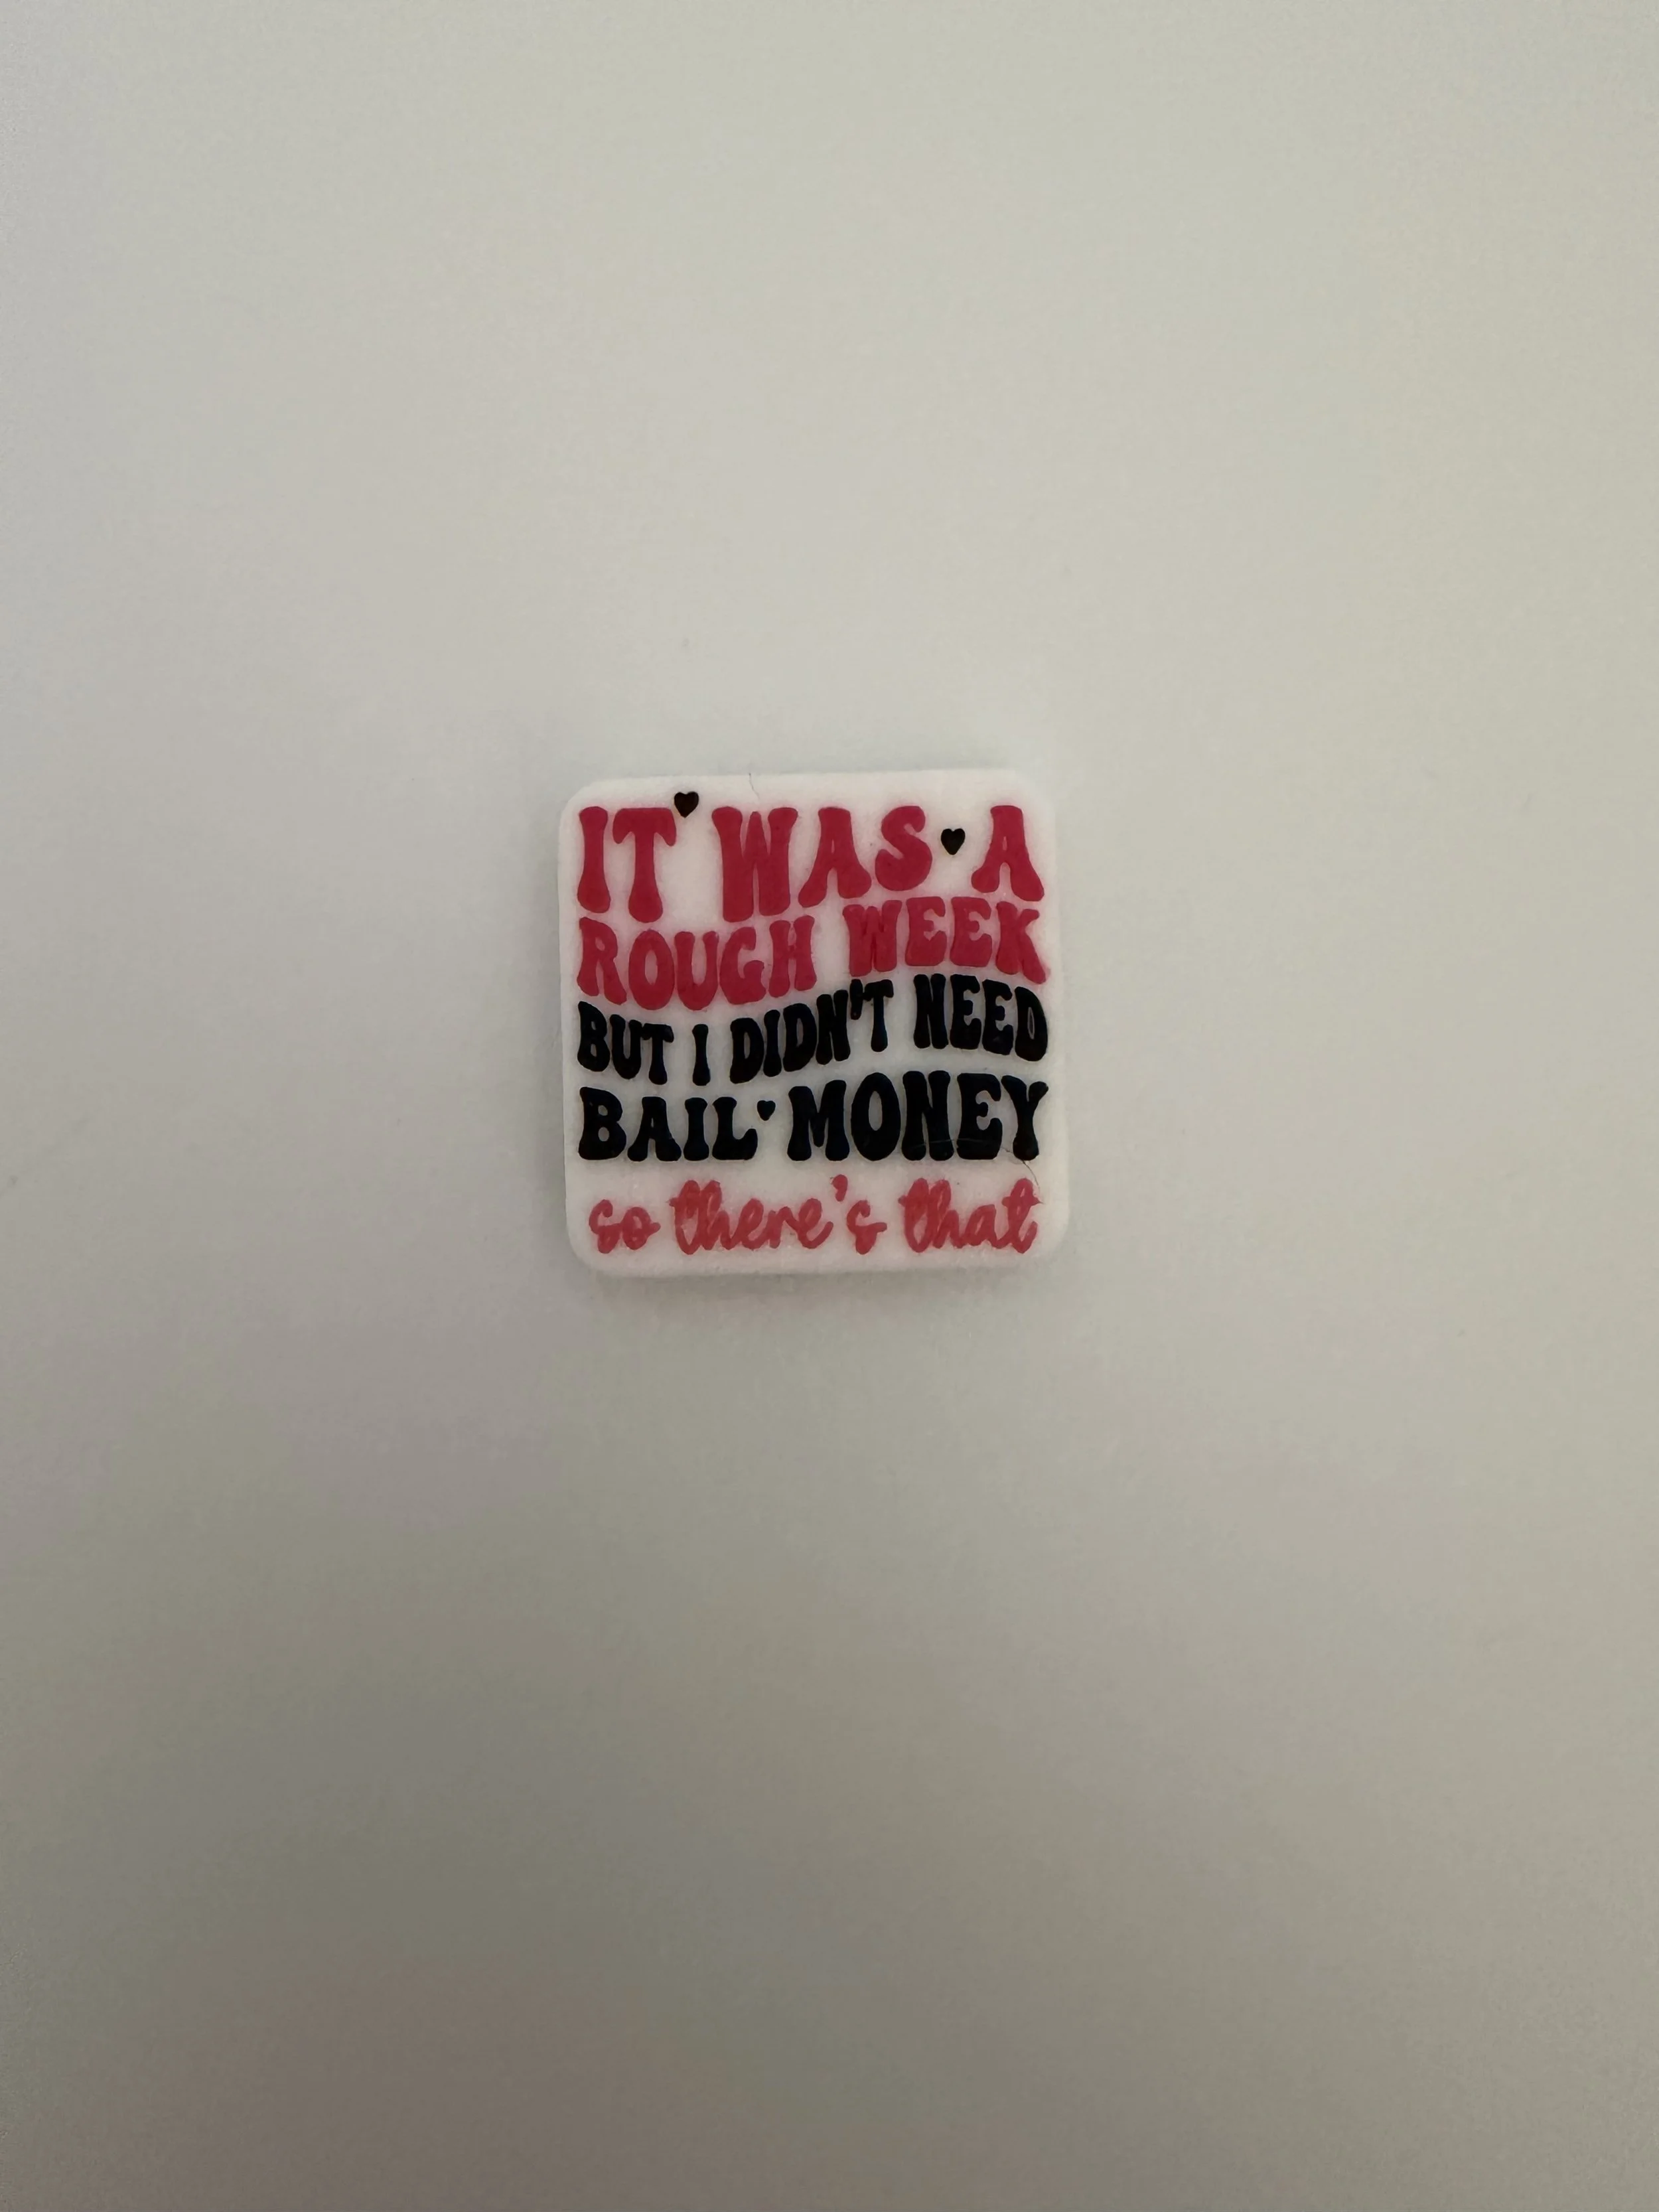 IT WAS A
ROUGH WEEK
BUT I DIDN'T NEED
BAIL MONEY
so there's that